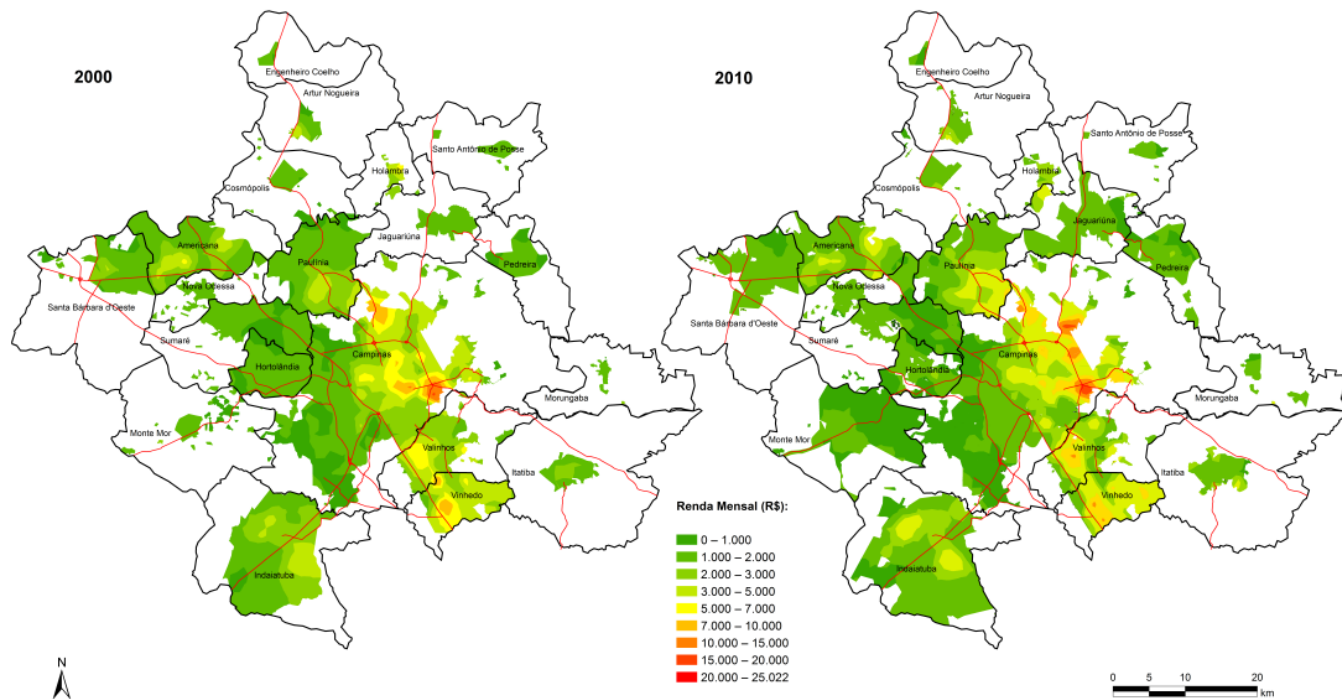 2000
Engenheiro Coelho
Artur Nogueira
Santo Antônio de Posse
Holambra
Cosmópolis
Americana
Jaguariúna
Paulínia
Pedreira
Nova Odessa
Santa Bárbara d'Oeste
Sumaré
Campinas
Hortolândia
Morungaba
Monte Mor
Valinhos
Itatiba
Vinhedo
Indaiatuba
N
2010
Engenheiro Coelho
Artur Nogueira
Santo Antônio de Posse
Holambra
Cosmópolis
Jaguariúna
Americana
Paulínia
Pedreira
Nova Odessa
Santa Bárbara d'Oeste
Sumaré
Campinas
Hortolândia
Morungaba
Monte Mor
Valinhos
Itatiba
Vinhedo
Indaiatuba
Renda Mensal (R$):
0 – 1.000
1.000 – 2.000
2.000 – 3.000
3.000 – 5.000
5.000 – 7.000
7.000 – 10.000
10.000 – 15.000
15.000 – 20.000
20.000 – 25.022
0 5 10 20
km